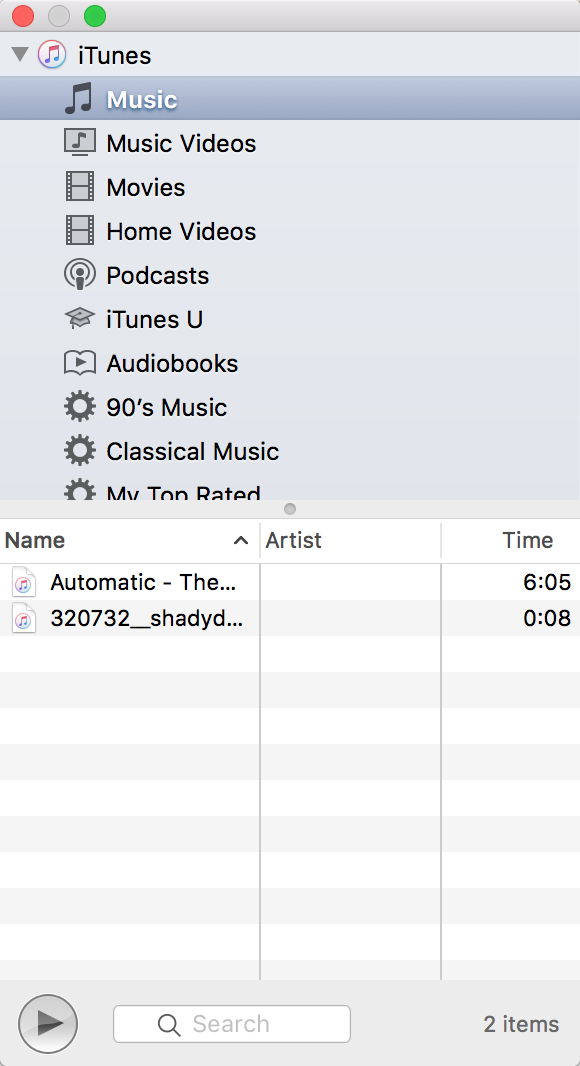 iTunes
Music
Music Videos
Movies
Home Videos
Podcasts
iTunes U
Audiobooks
90’s Music
Classical Music
My Top Rated
Name Artist Time
Automatic - The... 6:05
320732__shadyd... 0:08
Search 2 items